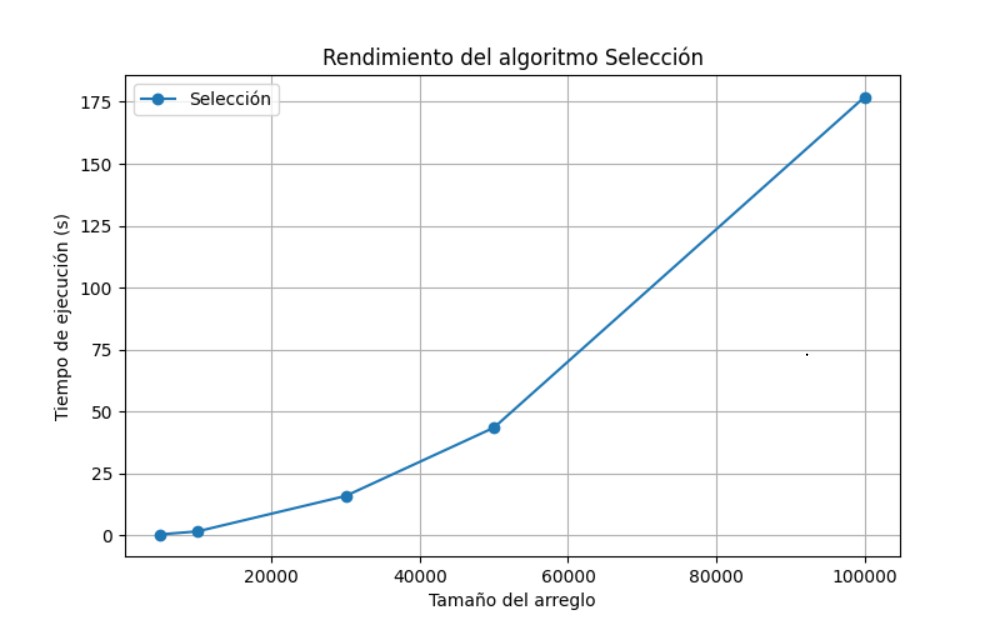 Rendimiento del algoritmo Selección
Selección
Tiempo de ejecución (s)
175
150
125
100
75
50
25
0
20000 40000 60000 80000 100000
Tamaño del arreglo